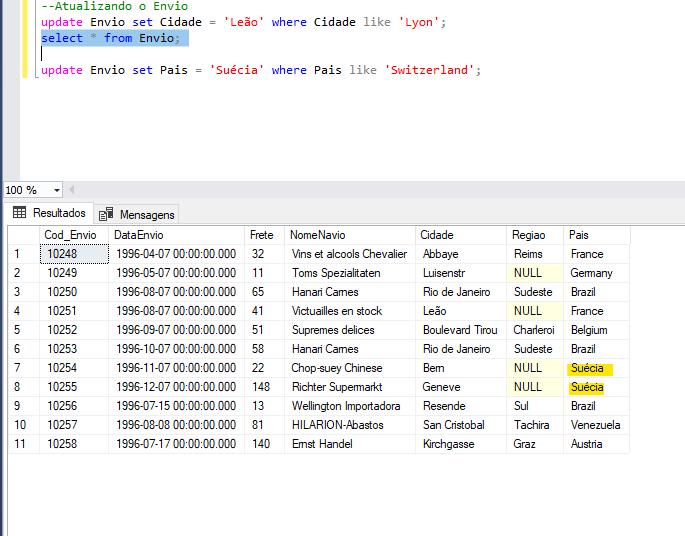 --Atualizando o Envio
update Envio set Cidade = 'Leão' where Cidade like 'Lyon';
select * from Envio;
update Envio set Pais = 'Suécia' where Pais like 'Switzerland';
100 %
Resultados Mensagens
Cod_Envio DataEnvio Frete NomeNavio Cidade Regiao Pais
1 10248 1996-04-07 00:00:00.000 32 Vins et alcools Chevalier Abbaye Reims France
2 10249 1996-05-07 00:00:00.000 11 Toms Spezialitaten Luisenstr NULL Germany
3 10250 1996-08-07 00:00:00.000 65 Hanari Carnes Rio de Janeiro Sudeste Brazil
4 10251 1996-08-07 00:00:00.000 41 Victuailles en stock Leão NULL France
5 10252 1996-09-07 00:00:00.000 51 Supremes delices Boulevard Tirou Charleroi Belgium
6 10253 1996-10-07 00:00:00.000 58 Hanari Carnes Rio de Janeiro Sudeste Brazil
7 10254 1996-11-07 00:00:00.000 22 Chop-suey Chinese Bern NULL Suécia
8 10255 1996-12-07 00:00:00.000 148 Richter Supermarkt Geneve NULL Suécia
9 10256 1996-07-15 00:00:00.000 13 Wellington Importadora Resende Sul Brazil
10 10257 1996-08-08 00:00:00.000 81 HILARION-Abastos San Cristobal Tachira Venezuela
11 10258 1996-07-17 00:00:00.000 140 Ernst Handel Kirchgasse Graz Austria